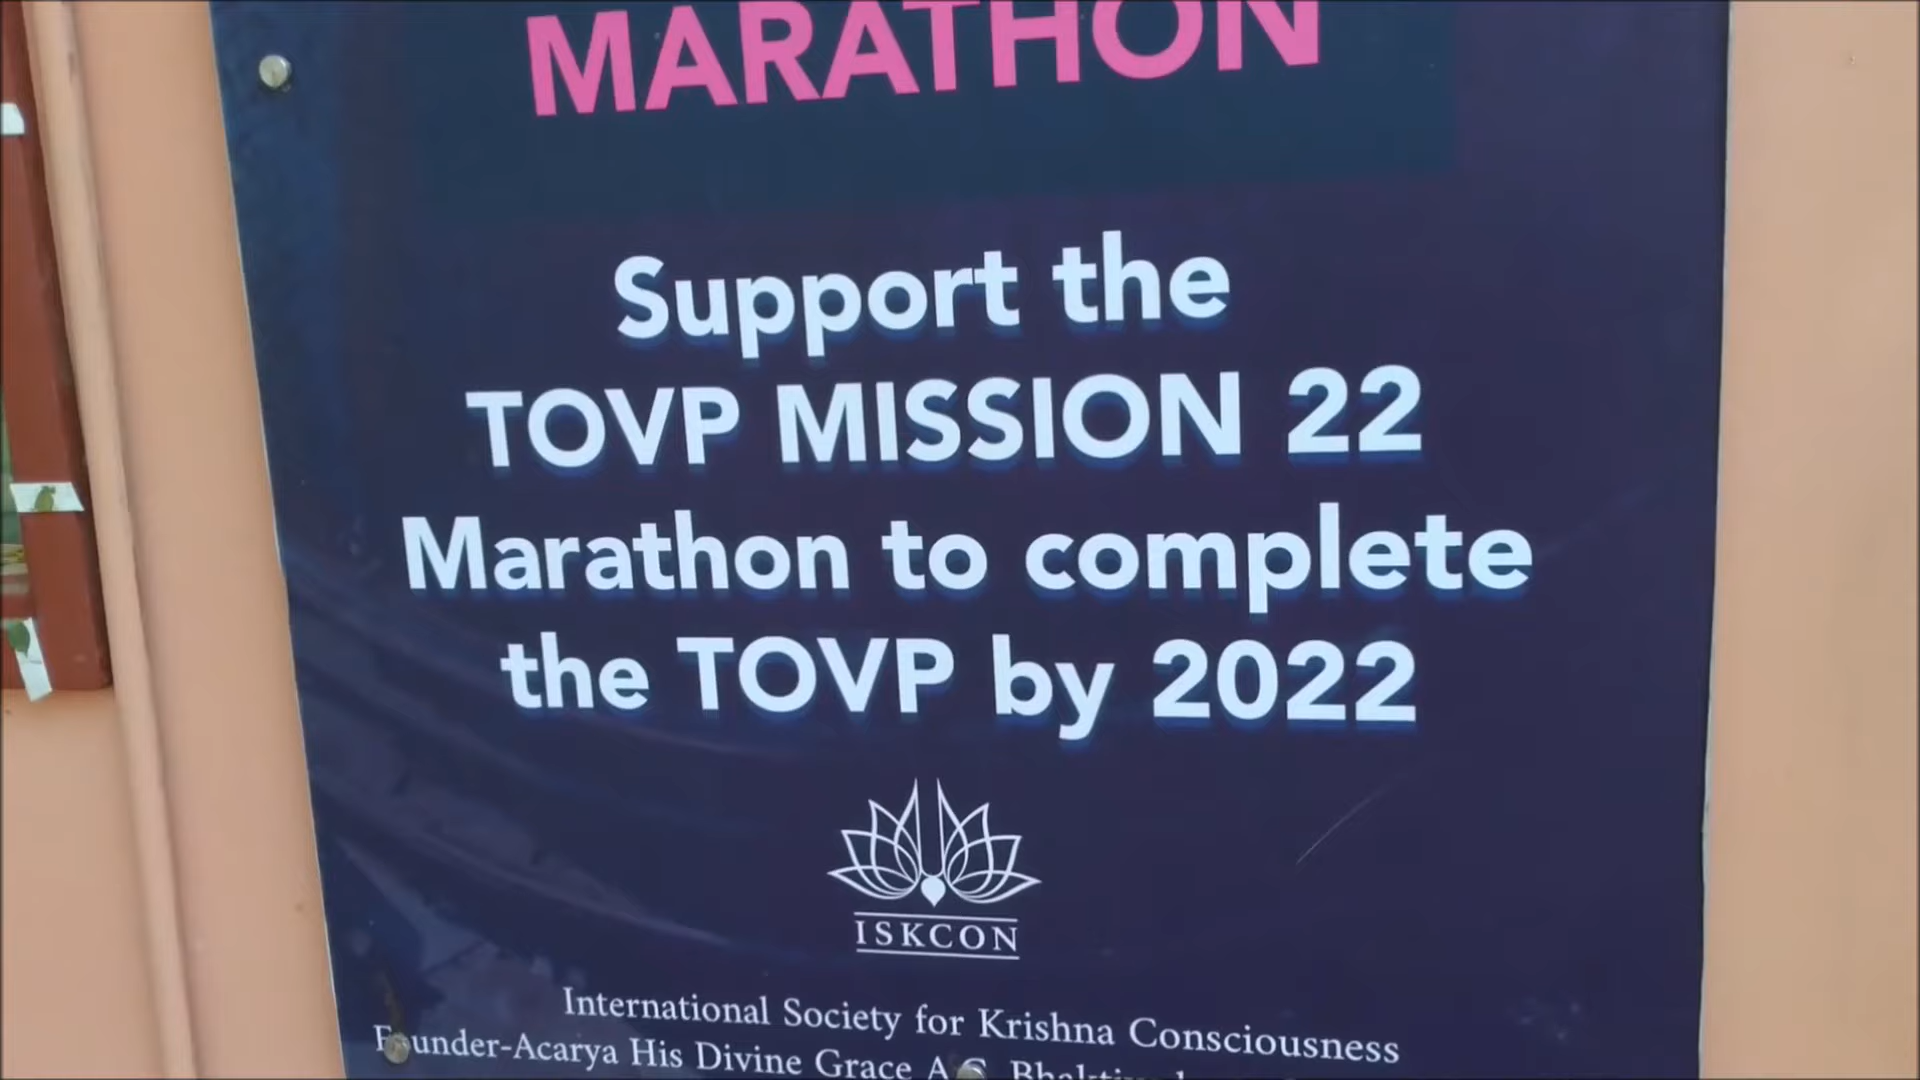 MARATHON
Support the
TOVP MISSION 22
Marathon to complete
the TOVP by 2022
ISKCON
International Society for Krishna Consciousness
Founder-Acarya His Divine Grace A.C.